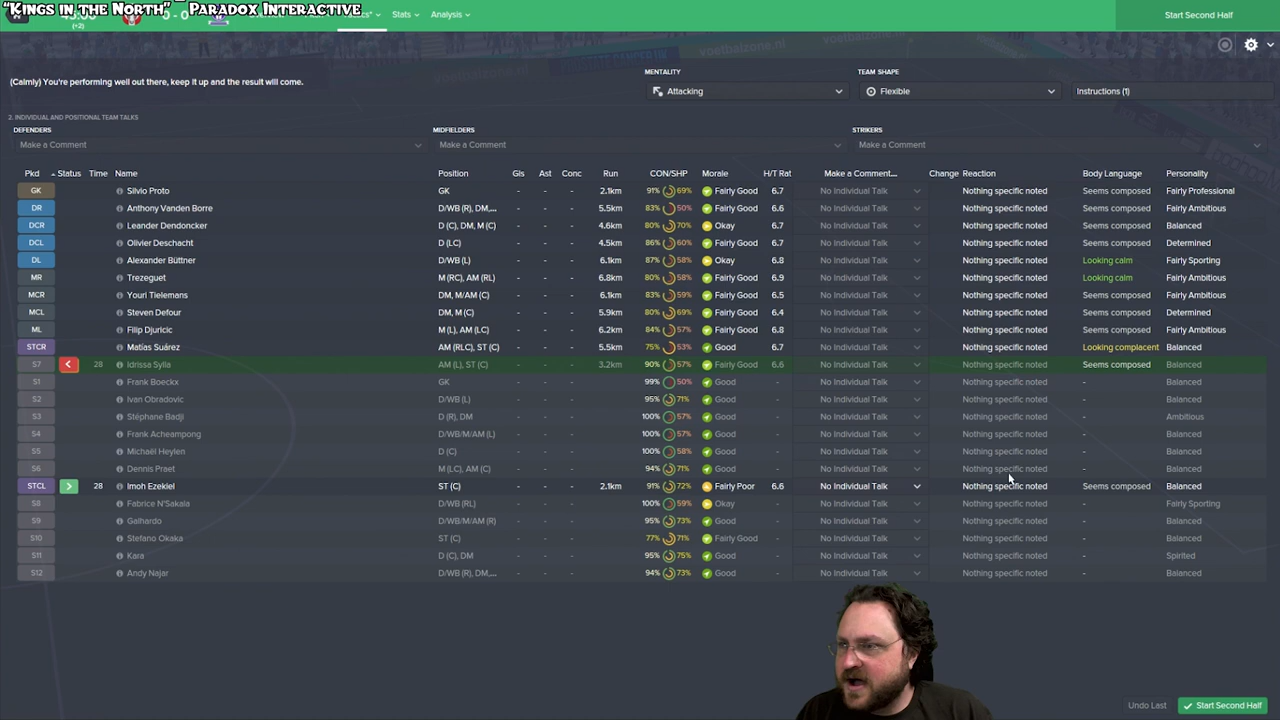 “Kings in the North” – Paradox Interactive
45:00 0 - 0 Stats Analysis Start Second Half
(+2)
voetbalzone.nl
(Calmly) You're performing well out there, keep it up and the result will come.
MENTALITY TEAM SHAPE
Attacking Flexible Instructions (1)
2. INDIVIDUAL AND POSITIONAL TEAM TALKS
DEFENDERS MIDFIELDERS STRIKERS
Make a Comment Make a Comment Make a Comment
Pkd Status Time Name Position Gls Ast Conc Run CON/SHP Morale H/T Rat Make a Comment.... Change Reaction Body Language Personality
GK Silvio Proto GK - - - 2.1km 91% 69% Fairly Good 6.7 No Individual Talk Nothing specific noted Seems composed Fairly Professional
DR Anthony Vanden Borre D/WB (R), DM,... - - - 5.5km 83% 50% Fairly Good 6.6 No Individual Talk Nothing specific noted Seems composed Fairly Ambitious
DCR Leander Dendoncker D (C), DM, M (C) - - - 4.6km 80% 70% Okay 6.7 No Individual Talk Nothing specific noted Seems composed Balanced
DCL Olivier Deschacht D (LC) - - - 4.5km 86% 60% Fairly Good 6.7 No Individual Talk Nothing specific noted Seems composed Determined
DL Alexander Büttner D/WB (L) - - - 6.1km 87% 58% Okay 6.8 No Individual Talk Nothing specific noted Looking calm Fairly Sporting
MR Trezeguet M (RC), AM (RL) - - - 6.8km 80% 58% Fairly Good 6.9 No Individual Talk Nothing specific noted Looking calm Fairly Ambitious
MCR Youri Tielemans DM, M/AM (C) - - - 6.1km 83% 59% Fairly Good 6.5 No Individual Talk Nothing specific noted Seems composed Fairly Ambitious
MCL Steven Defour DM, M (C) - - - 5.9km 80% 69% Fairly Good 6.4 No Individual Talk Nothing specific noted Seems composed Determined
ML Filip Djuricic M (L), AM (LC) - - - 6.2km 84% 57% Fairly Good 6.8 No Individual Talk Nothing specific noted Seems composed Fairly Ambitious
STCR Matías Suárez AM (RLC), ST (C) - - - 5.5km 75% 53% Good 6.7 No Individual Talk Nothing specific noted Looking complacent Balanced
S7 28 Idrissa Sylla AM (L), ST (C) - - - 3.2km 90% 57% Fairly Good 6.6 No Individual Talk Nothing specific noted Seems composed Balanced
S1 Frank Boeckx GK 99% 50% Good - No Individual Talk Nothing specific noted - Balanced
S2 Ivan Obradovic D/WB (L) 95% 71% Good - No Individual Talk Nothing specific noted - Balanced
S3 Stéphane Badji D (R), DM 100% 57% Good - No Individual Talk Nothing specific noted - Ambitious
S4 Frank Acheampong D/WB/M/AM (L) 100% 57% Good - No Individual Talk Nothing specific noted - Balanced
S5 Michaël Heylen D (C) 100% 58% Good - No Individual Talk Nothing specific noted - Balanced
S6 Dennis Praet M (LC), AM (C) 94% 71% Good - No Individual Talk Nothing specific noted - Balanced
STCL 28 Imoh Ezekiel ST (C) - - - 2.1km 91% 72% Fairly Poor 6.6 No Individual Talk Nothing specific noted Seems composed Balanced
S8 Fabrice N'Sakala D/WB (RL) 100% 59% Okay - No Individual Talk Nothing specific noted - Fairly Sporting
S9 Galhardo D/WB/M/AM (R) 95% 73% Good - No Individual Talk Nothing specific noted - Balanced
S10 Stefano Okaka ST (C) 77% 71% Fairly Good - No Individual Talk Nothing specific noted - Balanced
S11 Kara D (C), DM 95% 75% Good - No Individual Talk Nothing specific noted - Spirited
S12 Andy Najar D/WB (R), DM,... 94% 73% Good - No Individual Talk Nothing specific noted - Balanced
Undo Last Start Second Half